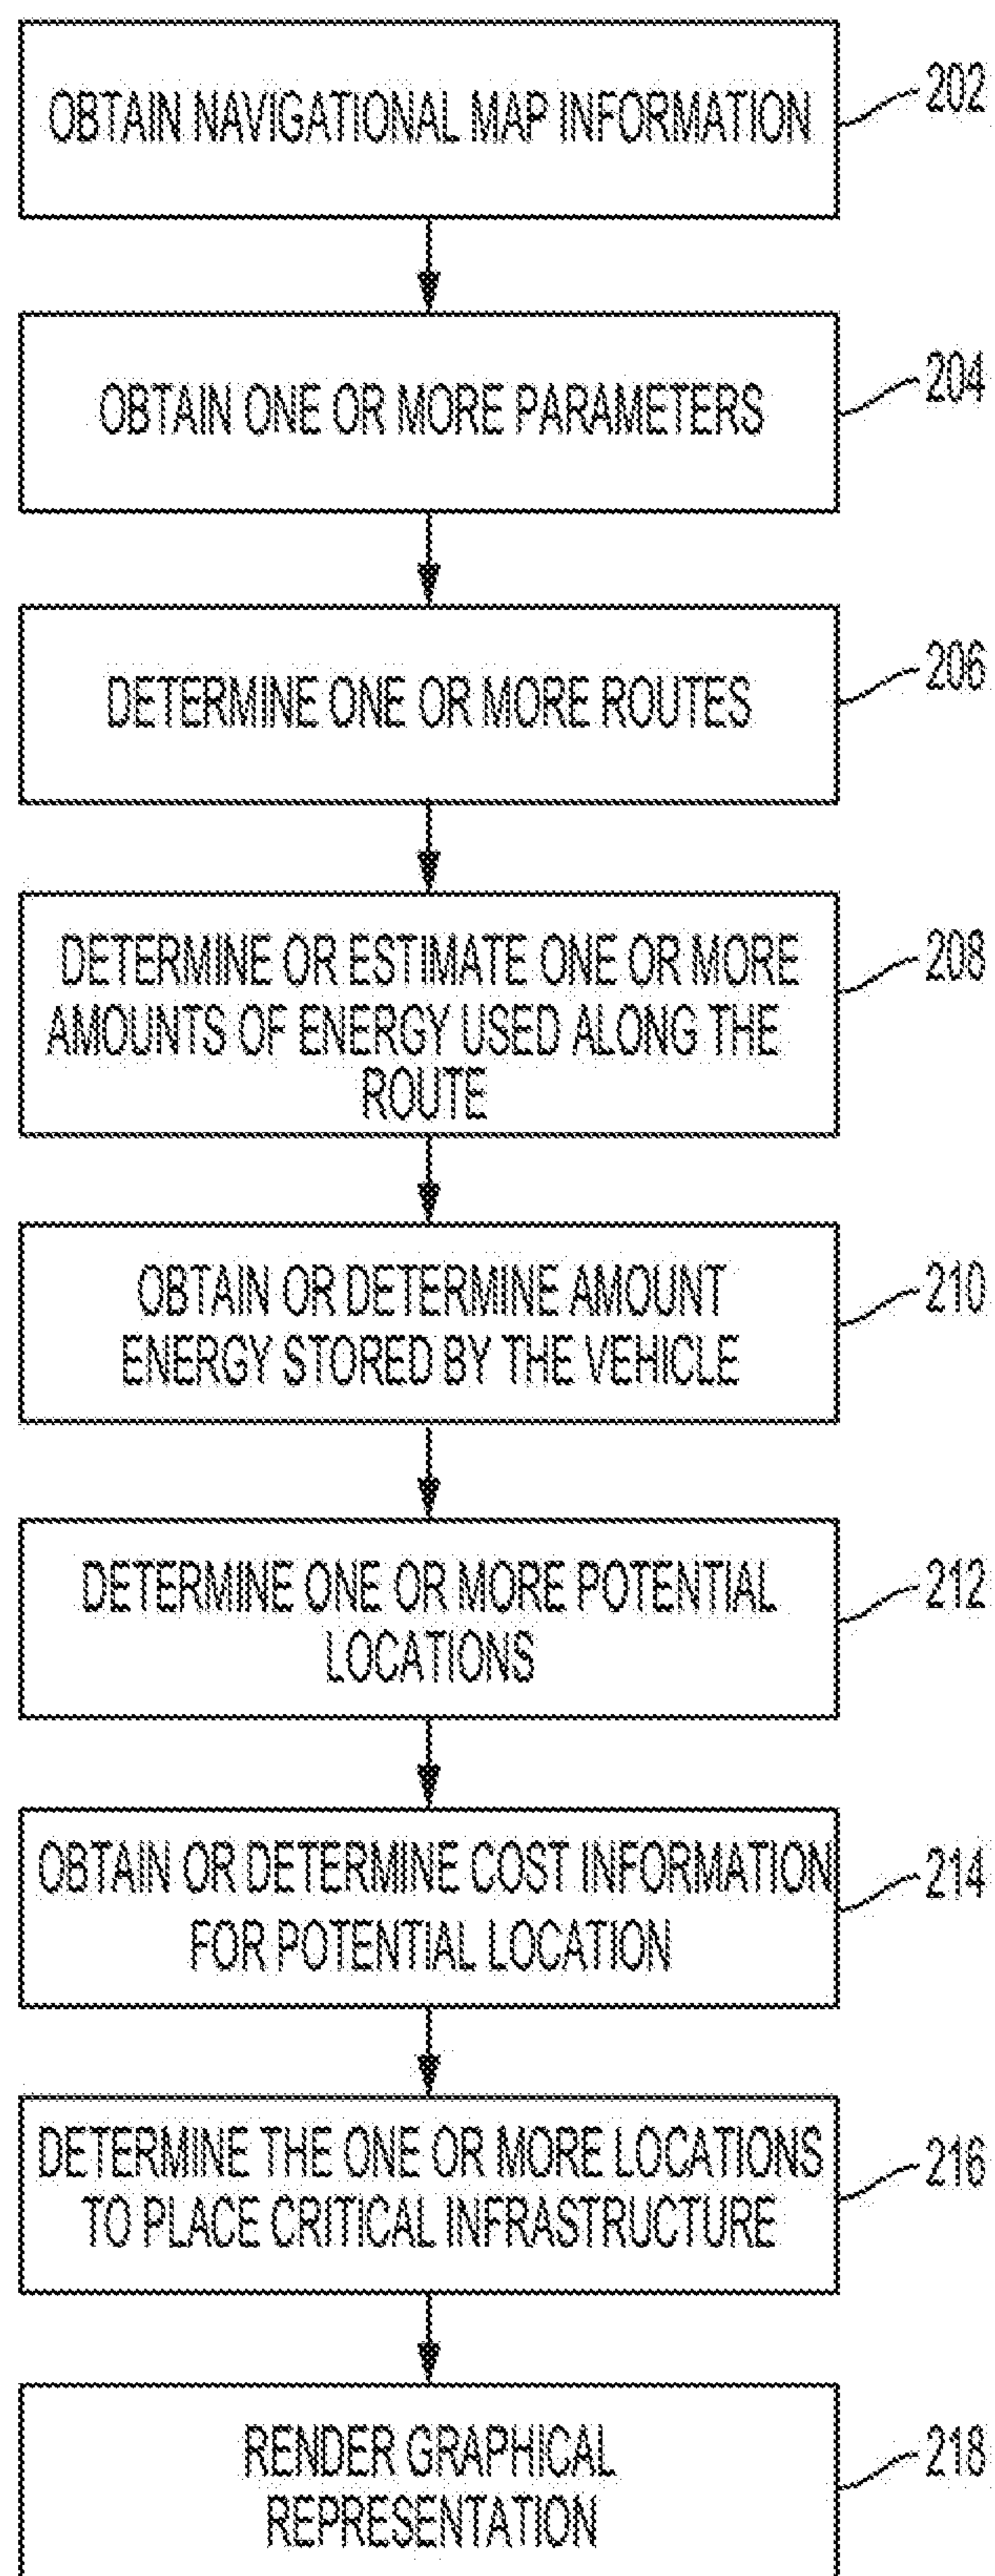 OBTAIN NAVIGATIONAL MAP INFORMATION
202
OBTAIN ONE OR MORE PARAMETERS
204
DETERMINE ONE OR MORE ROUTES
206
DETERMINE OR ESTIMATE ONE OR MORE
AMOUNTS OF ENERGY USED ALONG THE
ROUTE
208
OBTAIN OR DETERMINE AMOUNT
ENERGY STORED BY THE VEHICLE
210
DETERMINE ONE OR MORE POTENTIAL
LOCATIONS
212
OBTAIN OR DETERMINE COST INFORMATION
FOR POTENTIAL LOCATION
214
DETERMINE THE ONE OR MORE LOCATIONS
TO PLACE CRITICAL INFRASTRUCTURE
216
RENDER GRAPHICAL
REPRESENTATION
218